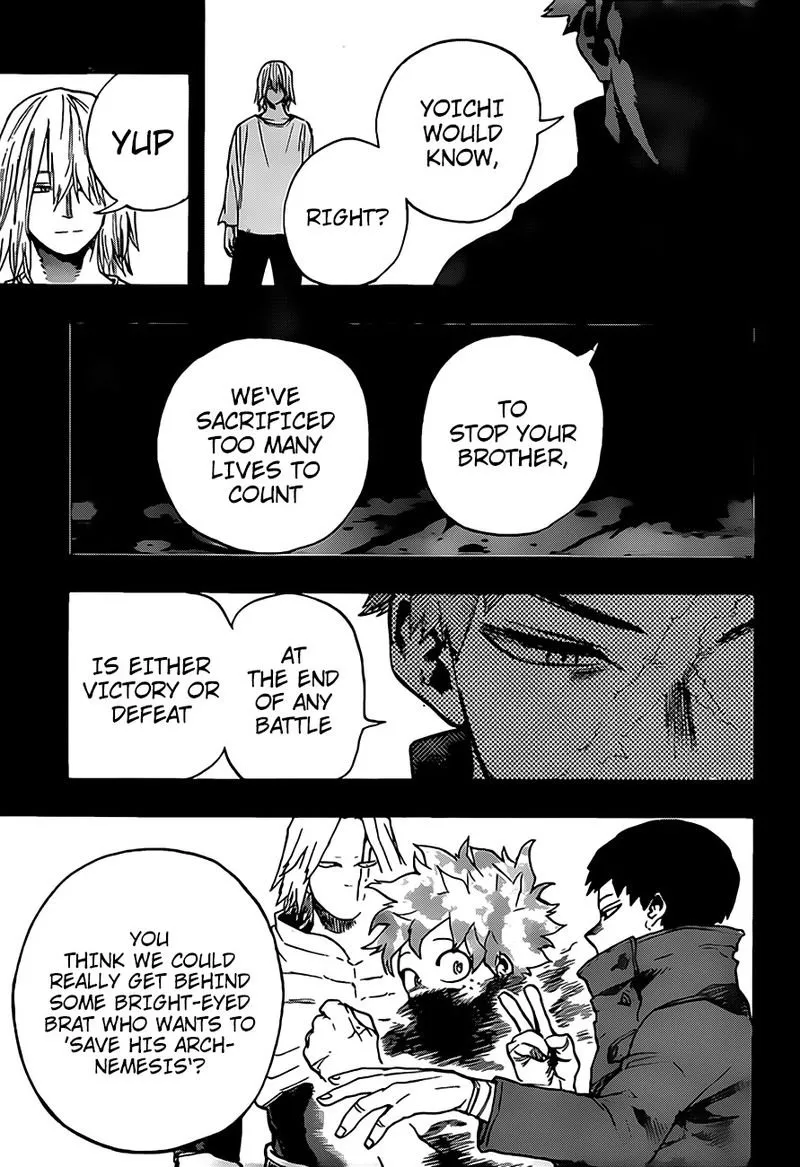 YOICHI
WOULD
KNOW,
RIGHT?
YUP
TO
STOP YOUR
BROTHER,
WE'VE
SACRIFICED
TOO MANY
LIVES TO
COUNT
AT
THE END
OF ANY
BATTLE
IS EITHER
VICTORY OR
DEFEAT
YOU
THINK WE COULD
REALLY GET BEHIND
SOME BRIGHT-EYED
BRAT WHO WANTS TO
'SAVE HIS ARCH-
NEMESIS'?